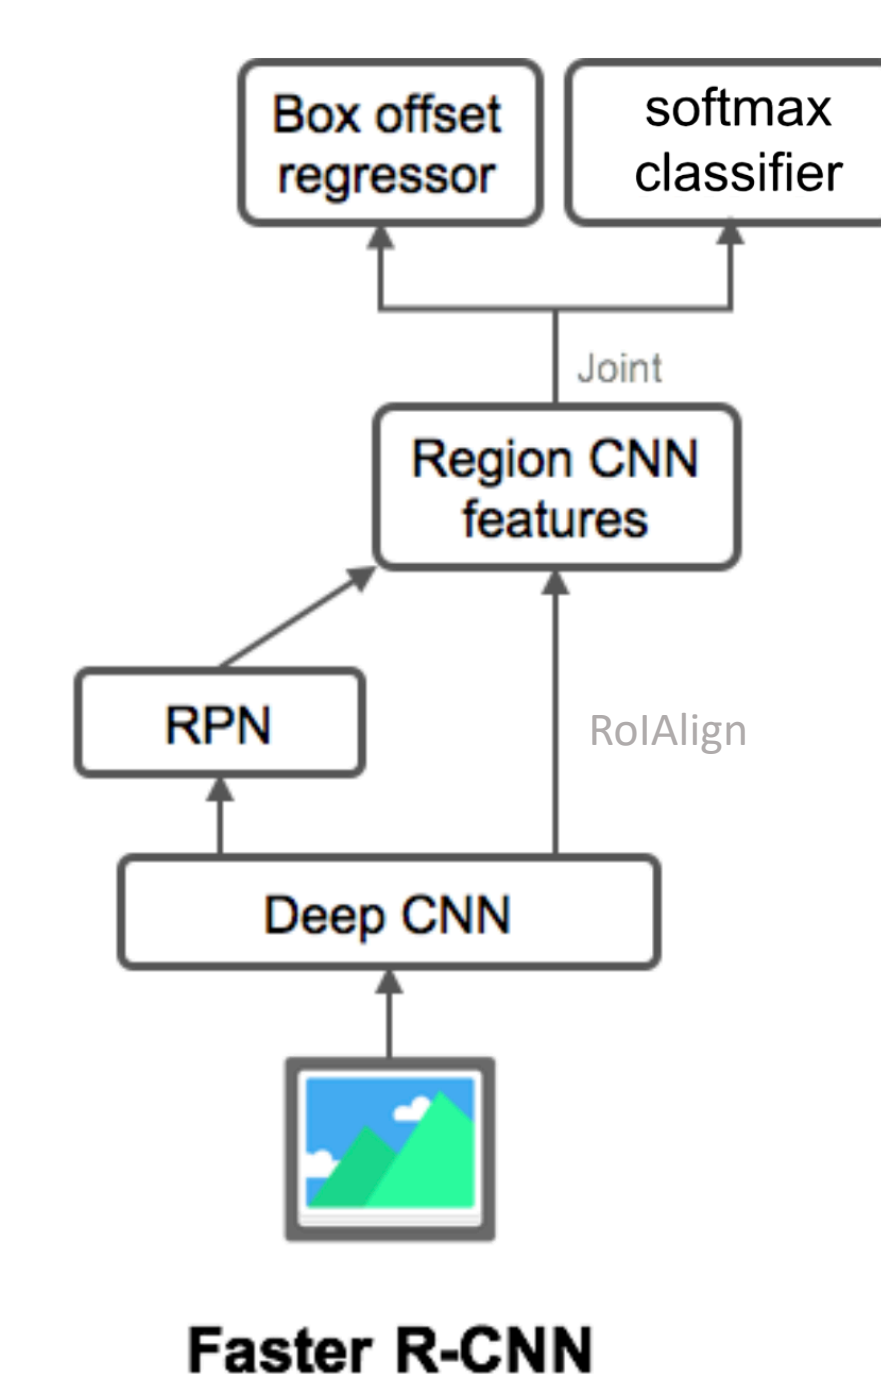 Box offset
regressor
softmax
classifier
Joint
Region CNN
features
RPN
RoIAlign
Deep CNN
Faster R-CNN